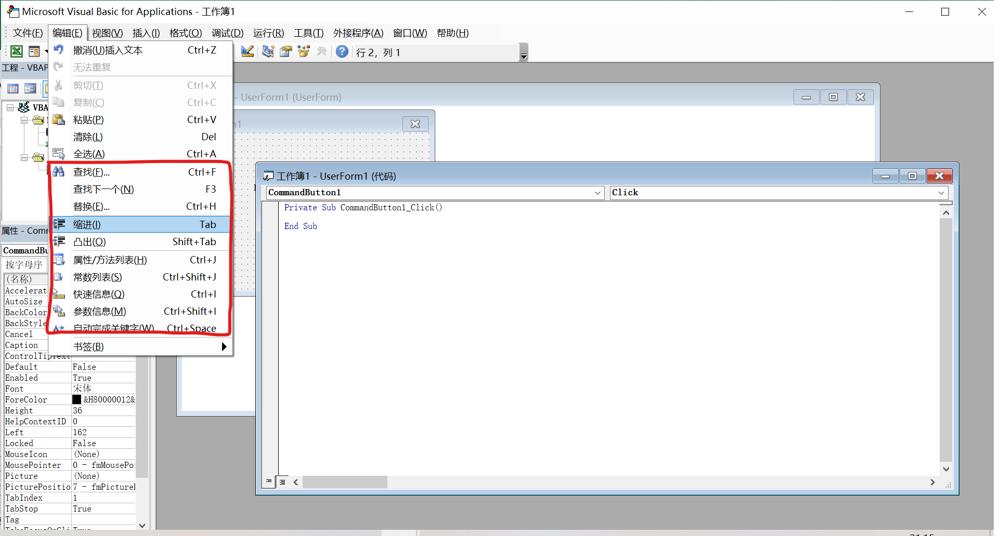 Microsoft Visual Basic for Applications - 工作簿1
文件(F) 编辑(E) 视图(V) 插入(I) 格式(O) 调试(D) 运行(R) 工具(T) 外接程序(A) 窗口(W) 帮助(H)
行 2，列 1
撤消(U)插入文本 Ctrl+Z
无法重复
剪切(T) Ctrl+X
复制(C) Ctrl+C
粘贴(P) Ctrl+V
清除(L) Del
全选(A) Ctrl+A
查找(F)... Ctrl+F
查找下一个(N) F3
替换(E)... Ctrl+H
缩进(I) Tab
凸出(O) Shift+Tab
属性/方法列表(H) Ctrl+J
常数列表(S) Ctrl+Shift+J
快速信息(Q) Ctrl+I
参数信息(M) Ctrl+Shift+I
自动完成关键字(W) Ctrl+Space
书签(B)
工程 - VBAP
VBA
- UserForm1 (UserForm)
工作簿1 - UserForm1 (代码)
CommandButton1 Click
Private Sub CommandButton1_Click()
End Sub
属性 - Com
CommandBu
按字母序
(名称)
Accelerat
AutoSize
BackColor
BackStyle
Cancel
Caption
ControlTipText
Default False
Enabled True
Font 宋体
ForeColor &H80000012&
Height 36
HelpContextID 0
Left 162
Locked False
MouseIcon (None)
MousePointer 0 - fmMousePoi
Picture (None)
PicturePositio 7 - fmPicture
TabIndex 1
TabStop True
Tag